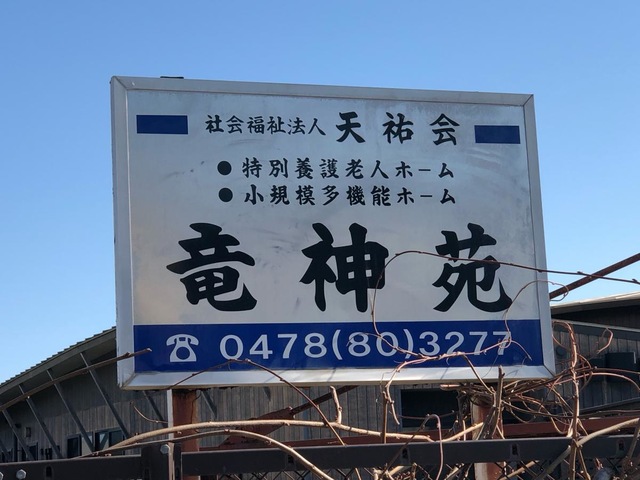 社会福祉法人 天祐会
●特別養護老人ホーム
●小規模多機能ホーム
竜神苑
☎ 0478(80)3277